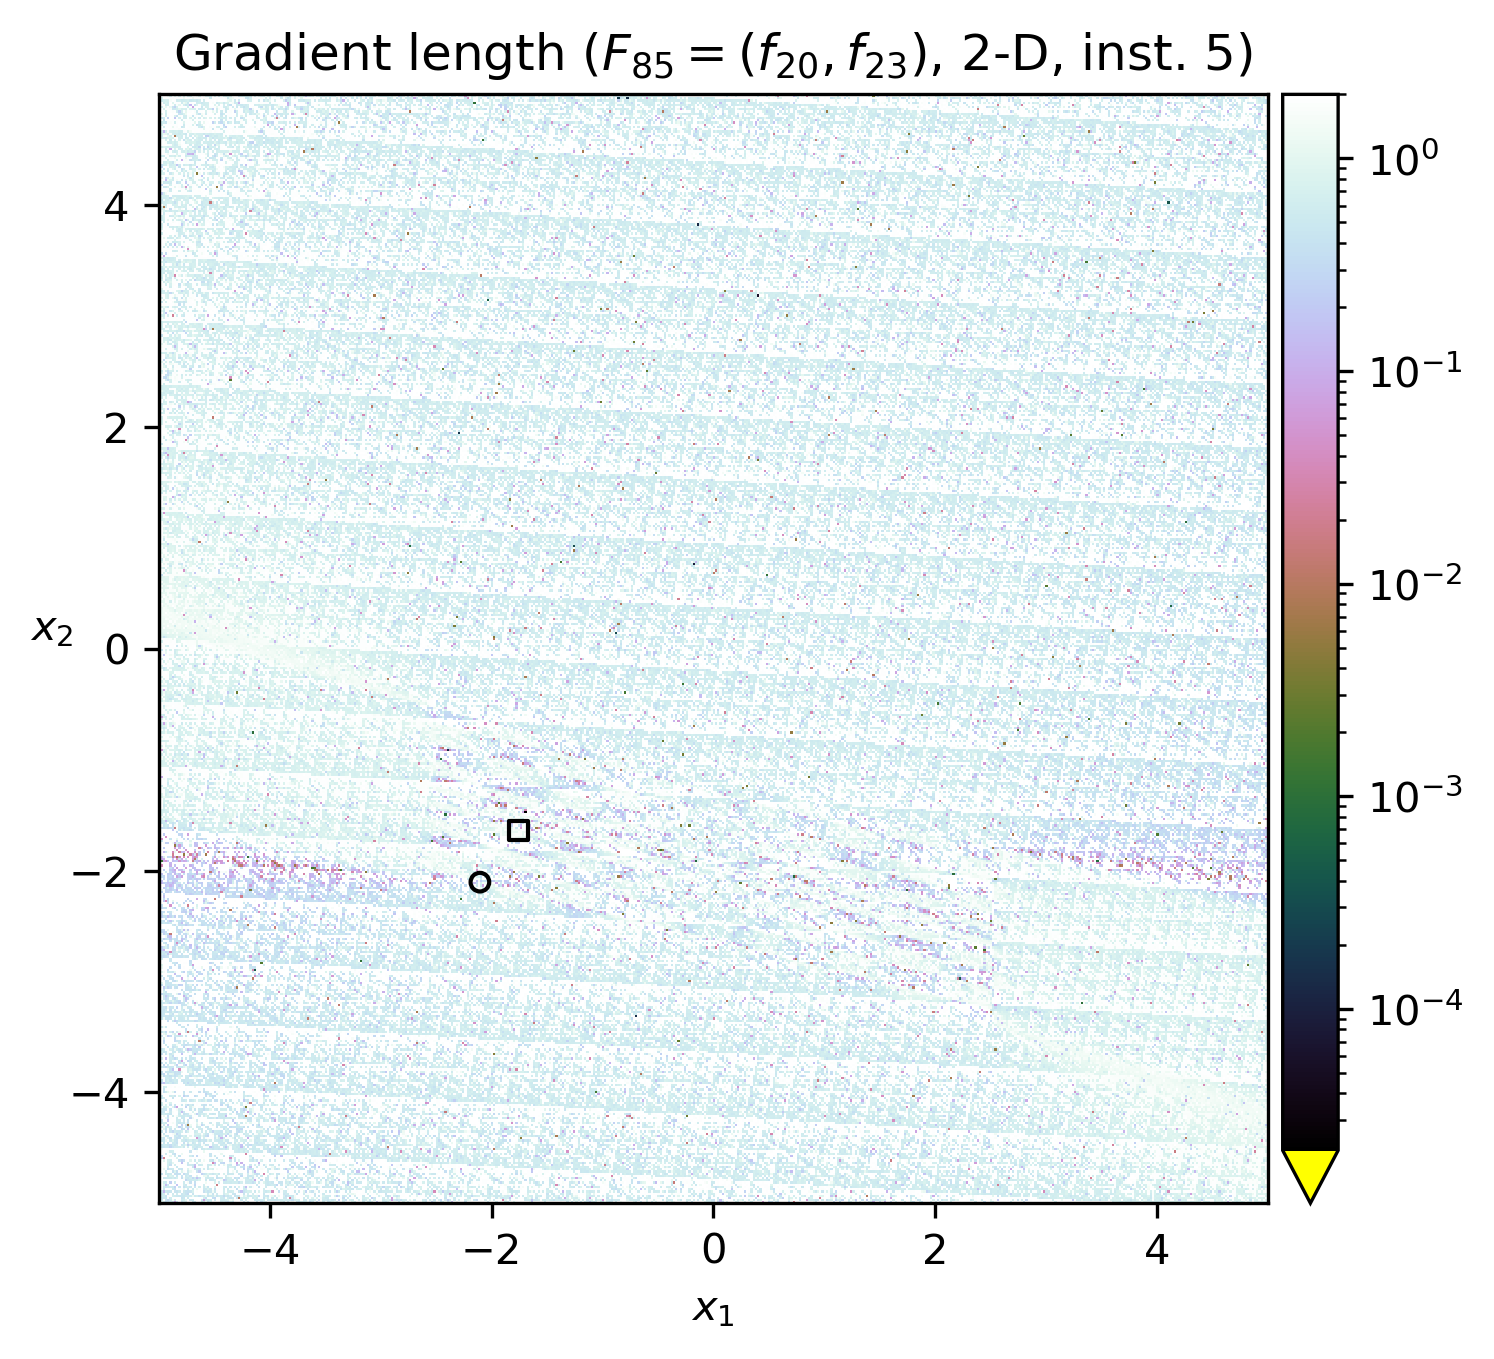 Gradient length (F₈₅ = (f₂₀, f₂₃), 2-D, inst. 5)
10⁰
4
10⁻¹
2
10⁻²
x₂
0
10⁻³
−2
10⁻⁴
−4
−4 −2 0 2 4
x₁